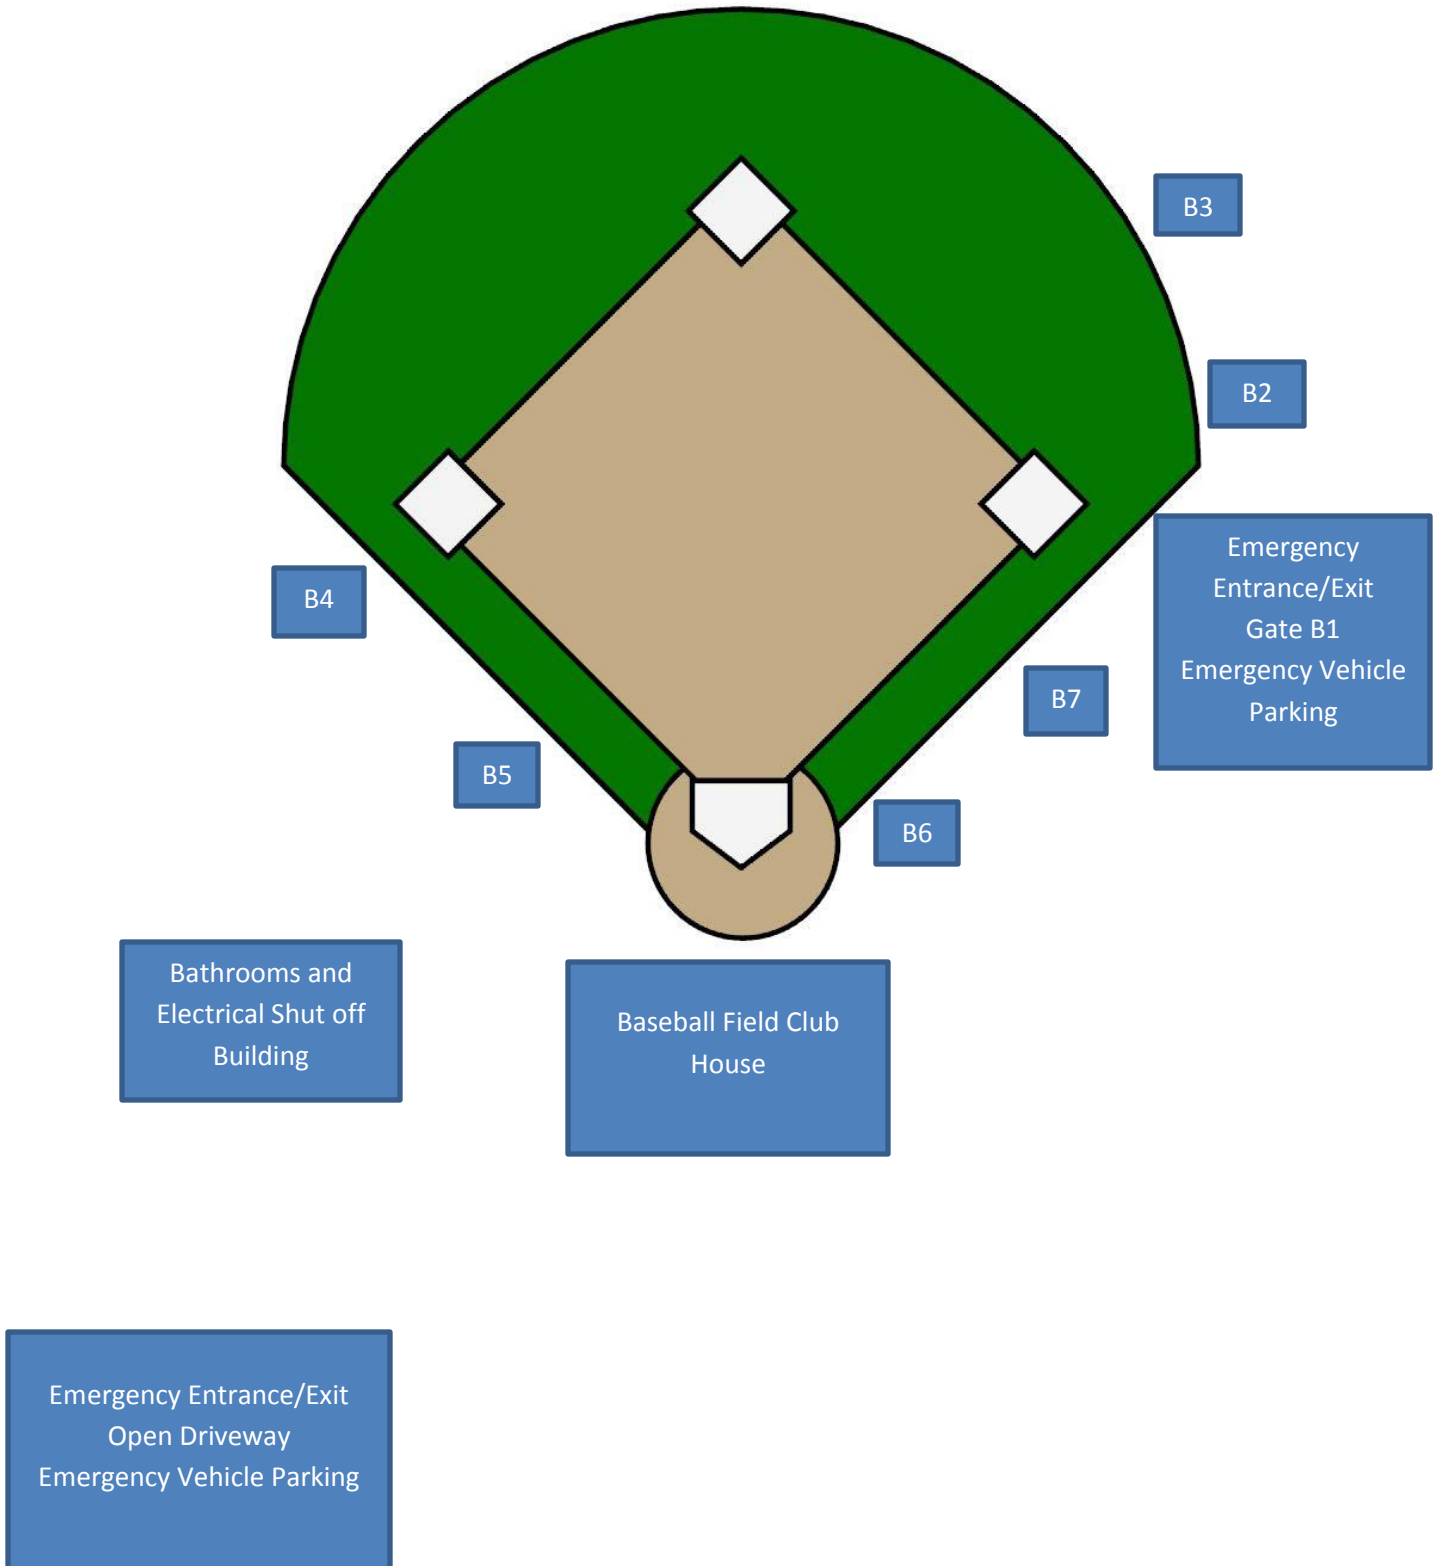 B3
B2
Emergency
Entrance/Exit
Gate B1
Emergency Vehicle
Parking
B4
B7
B5
B6
Bathrooms and
Electrical Shut off
Building
Baseball Field Club
House
Emergency Entrance/Exit
Open Driveway
Emergency Vehicle Parking